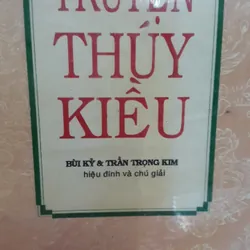 TRUYỆN
THÚY
KIỀU
BÙI KỶ & TRẦN TRỌNG KIM
hiệu đính và chú giải